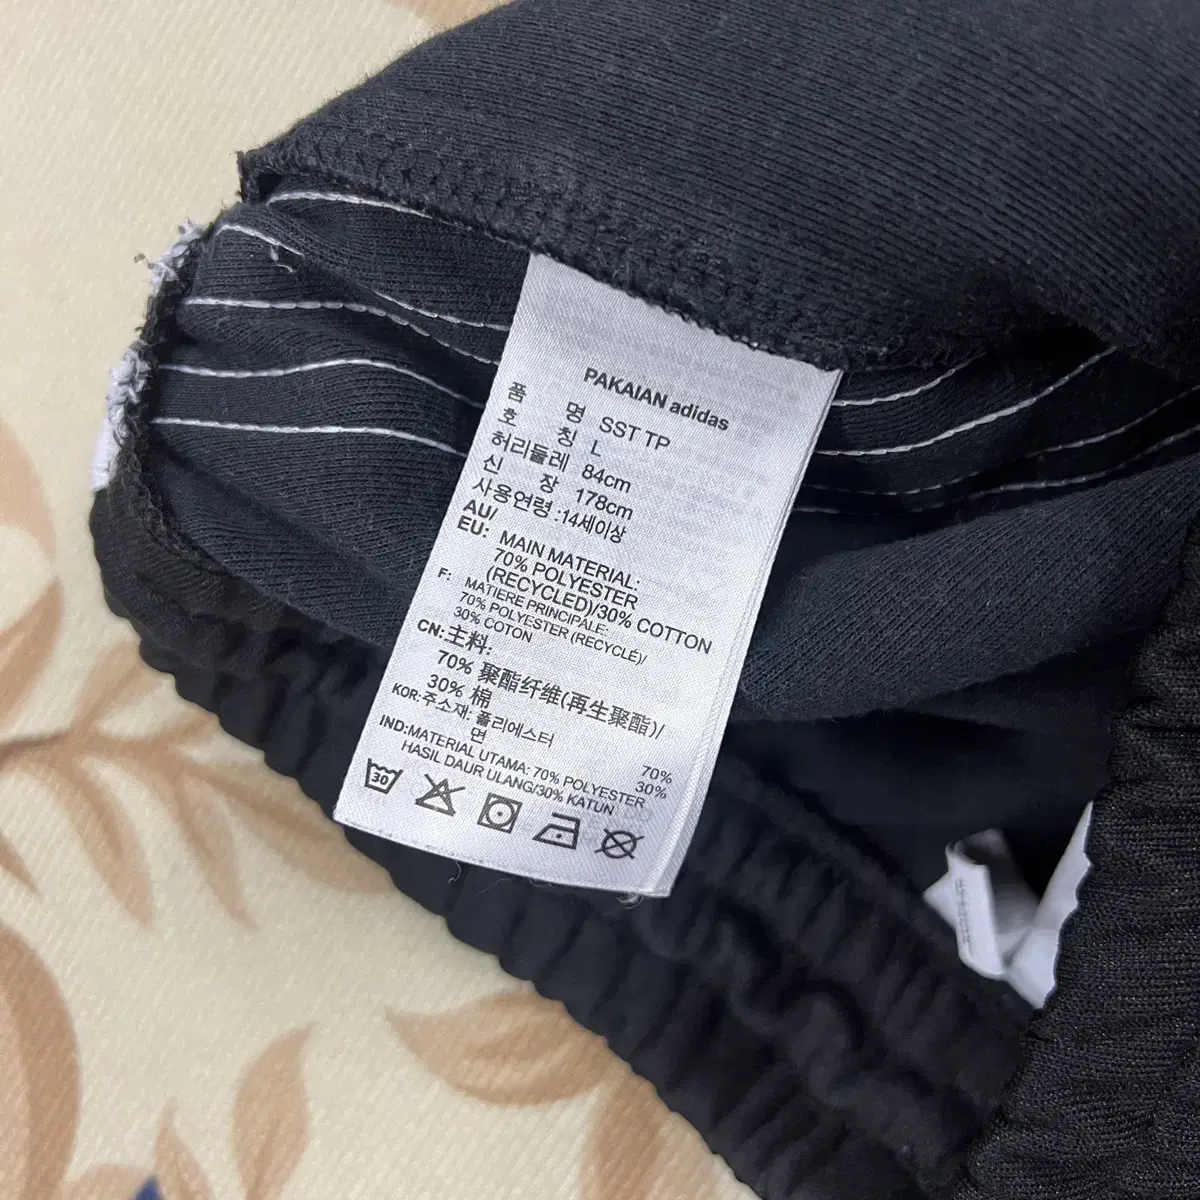 PAKAIAN adidas
품 명 SST TP
호 칭 L
허리둘레 84cm
신 장 178cm
사용연령 :14세이상
AU/
EU: MAIN MATERIAL:
70% POLYESTER
(RECYCLED)/30% COTTON
F: MATIERE PRINCIPALE:
70% POLYESTER (RECYCLÉ)/
30% COTON
CN:主料:
70% 聚酯纤维(再生聚酯)/
30% 棉
KOR:주소재: 폴리에스터 70%
면 30%
IND:MATERIAL UTAMA: 70% POLYESTER
HASIL DAUR ULANG/30% KATUN
30